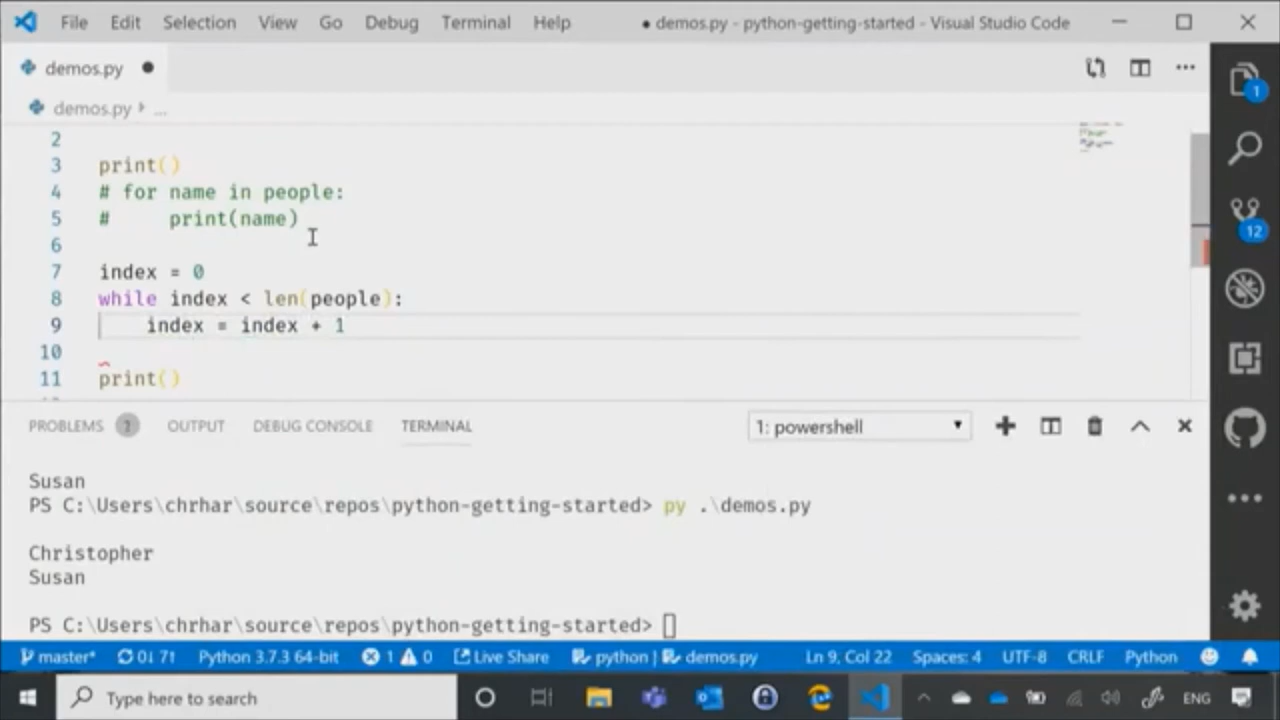 File Edit Selection View Go Debug Terminal Help
● demos.py - python-getting-started - Visual Studio Code
demos.py ●
demos.py ...
2
3 print()
4 # for name in people:
5 #     print(name)
6
7 index = 0
8 while index < len(people):
9     index = index + 1
10
11 print()
PROBLEMS ? OUTPUT DEBUG CONSOLE TERMINAL 1: powershell
Susan
PS C:\Users\chrhar\source\repos\python-getting-started> py .\demos.py
Christopher
Susan
PS C:\Users\chrhar\source\repos\python-getting-started>
1
12
master* 0↓ 7↑ Python 3.7.3 64-bit 1 0 Live Share python | demos.py Ln 9, Col 22 Spaces: 4 UTF-8 CRLF Python
Type here to search ENG